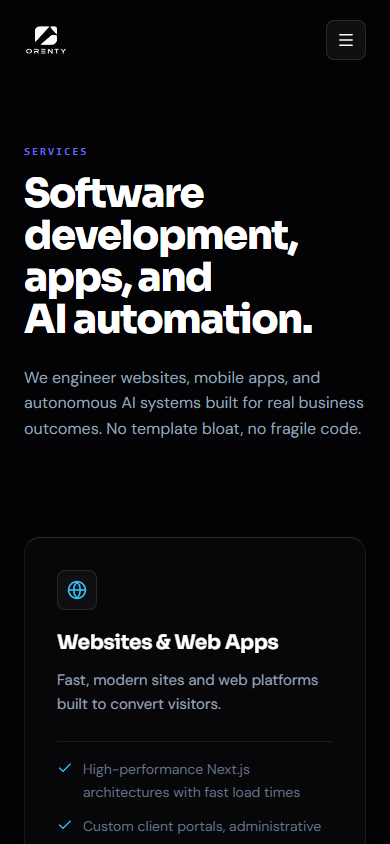 ORENTY
SERVICES
Software
development,
apps, and
AI automation.
We engineer websites, mobile apps, and
autonomous AI systems built for real business
outcomes. No template bloat, no fragile code.
Websites & Web Apps
Fast, modern sites and web platforms
built to convert visitors.
High-performance Next.js
architectures with fast load times
Custom client portals, administrative